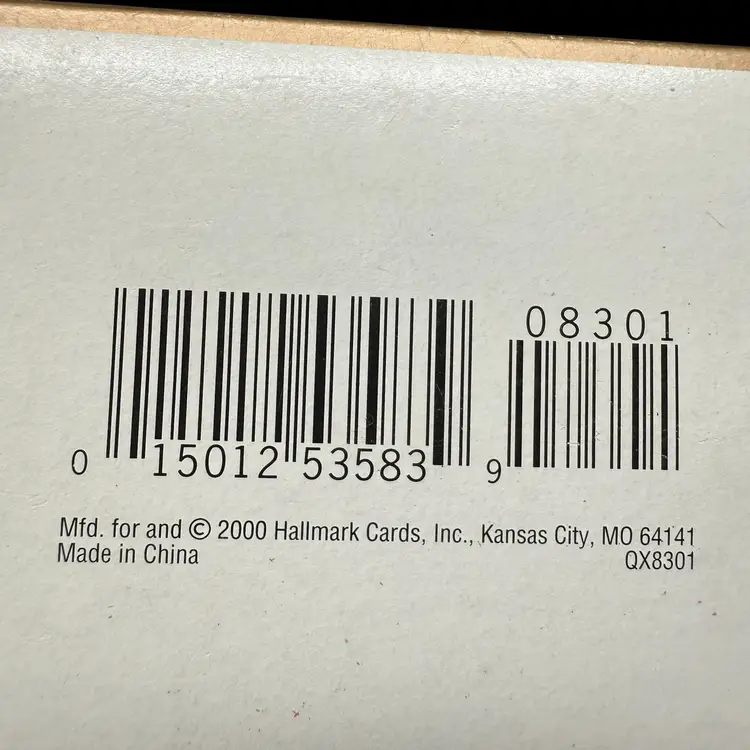 08301
0 15012 53583 9
Mfd. for and © 2000 Hallmark Cards, Inc., Kansas City, MO 64141
Made in China QX8301